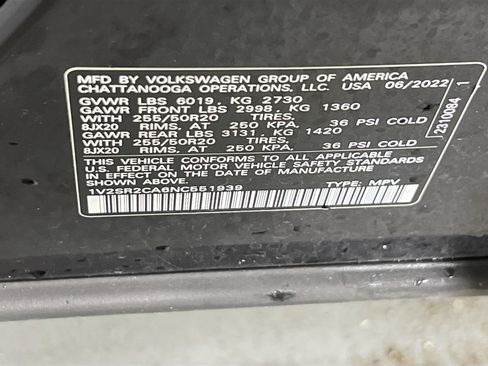 MFD BY VOLKSWAGEN GROUP OF AMERICA
CHATTANOOGA OPERATIONS, LLC. USA 06/2022
GVWR LBS 6019. KG 2730
GAWR FRONT LBS 2998. KG 1360
WITH 255/50R20 TIRES.
8JX20 RIMS, AT 250 KPA. 36 PSI COLD
GAWR REAR LBS 3131. KG 1420
WITH 255/50R20 TIRES.
8JX20 RIMS, AT 250 KPA. 36 PSI COLD
THIS VEHICLE CONFORMS TO ALL APPLICABLE
U.S. FEDERAL MOTOR VEHICLE SAFETY STANDARDS
IN EFFECT ON THE DATE OF MANUFACTURE
SHOWN ABOVE.
1V2SR2CA6NC551939 TYPE: MPV
2310084 1